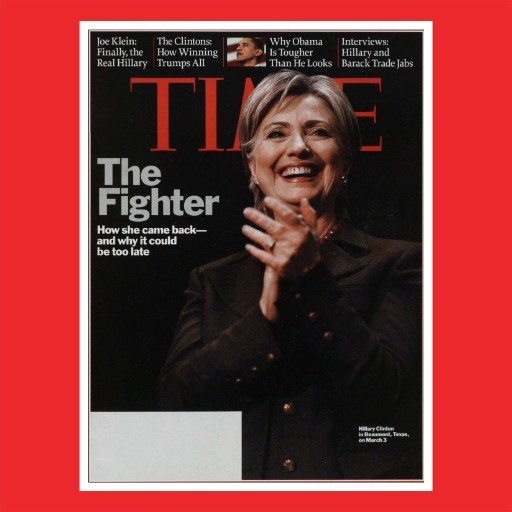 Joe Klein:
Finally, the
Real Hillary
The Clintons:
How Winning
Trumps All
Why Obama
Is Tougher
Than He Looks
Interviews:
Hillary and
Barack Trade Jabs
TIME
The
Fighter
How she came back—
and why it could
be too late
Hillary Clinton
in Beaumont, Texas,
on March 3